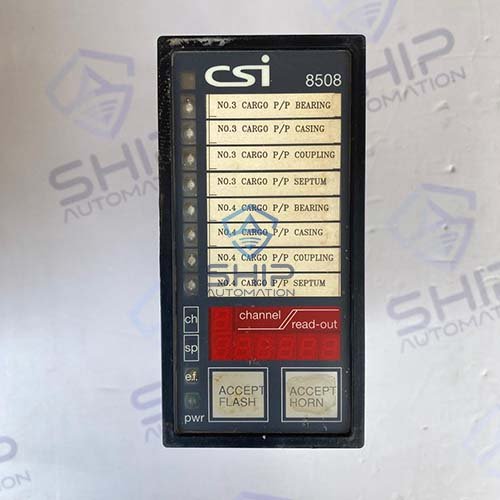 csi
8508
NO.3 CARGO P/P BEARING
NO.3 CARGO P/P CASING
NO.3 CARGO P/P COUPLING
NO.3 CARGO P/P SEPTUM
NO.4 CARGO P/P BEARING
NO.4 CARGO P/P CASING
NO.4 CARGO P/P COUPLING
NO.4 CARGO P/P SEPTUM
SHIP
AUTOMATION
ch
channel
read-out
sp
e.f.
ACCEPT
FLASH
ACCEPT
HORN
pwr